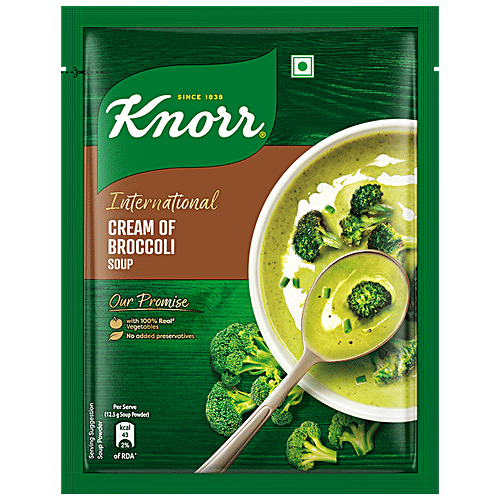 SINCE 1838
Knorr®
International
CREAM OF
BROCCOLI
SOUP
Our Promise
with 100% Real#
Vegetables
No added preservatives
Per Serve
(12.5 g Soup Powder)
kcal
43
2%
of RDA*
Serving Suggestion
Soup Powder